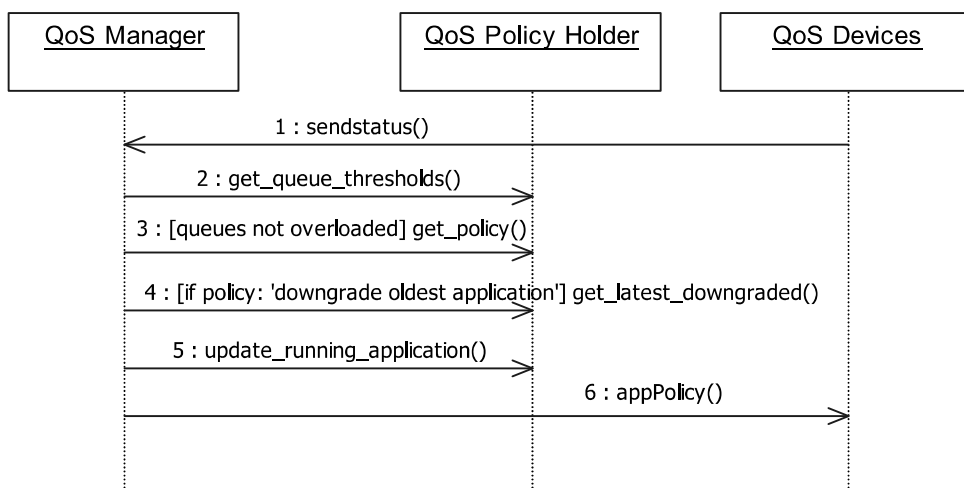 QoS Manager
QoS Policy Holder
QoS Devices
1 : sendstatus()
2 : get_queue_thresholds()
3 : [queues not overloaded] get_policy()
4 : [if policy: 'downgrade oldest application'] get_latest_downgraded()
5 : update_running_application()
6 : appPolicy()